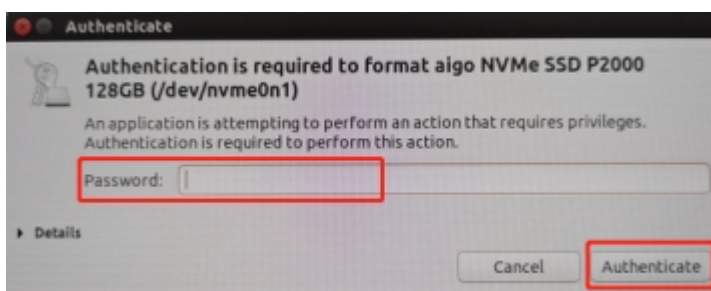 Authenticate
Authentication is required to format aigo NVMe SSD P2000
128GB (/dev/nvme0n1)
An application is attempting to perform an action that requires privileges.
Authentication is required to perform this action.
Password:
Details
Cancel
Authenticate